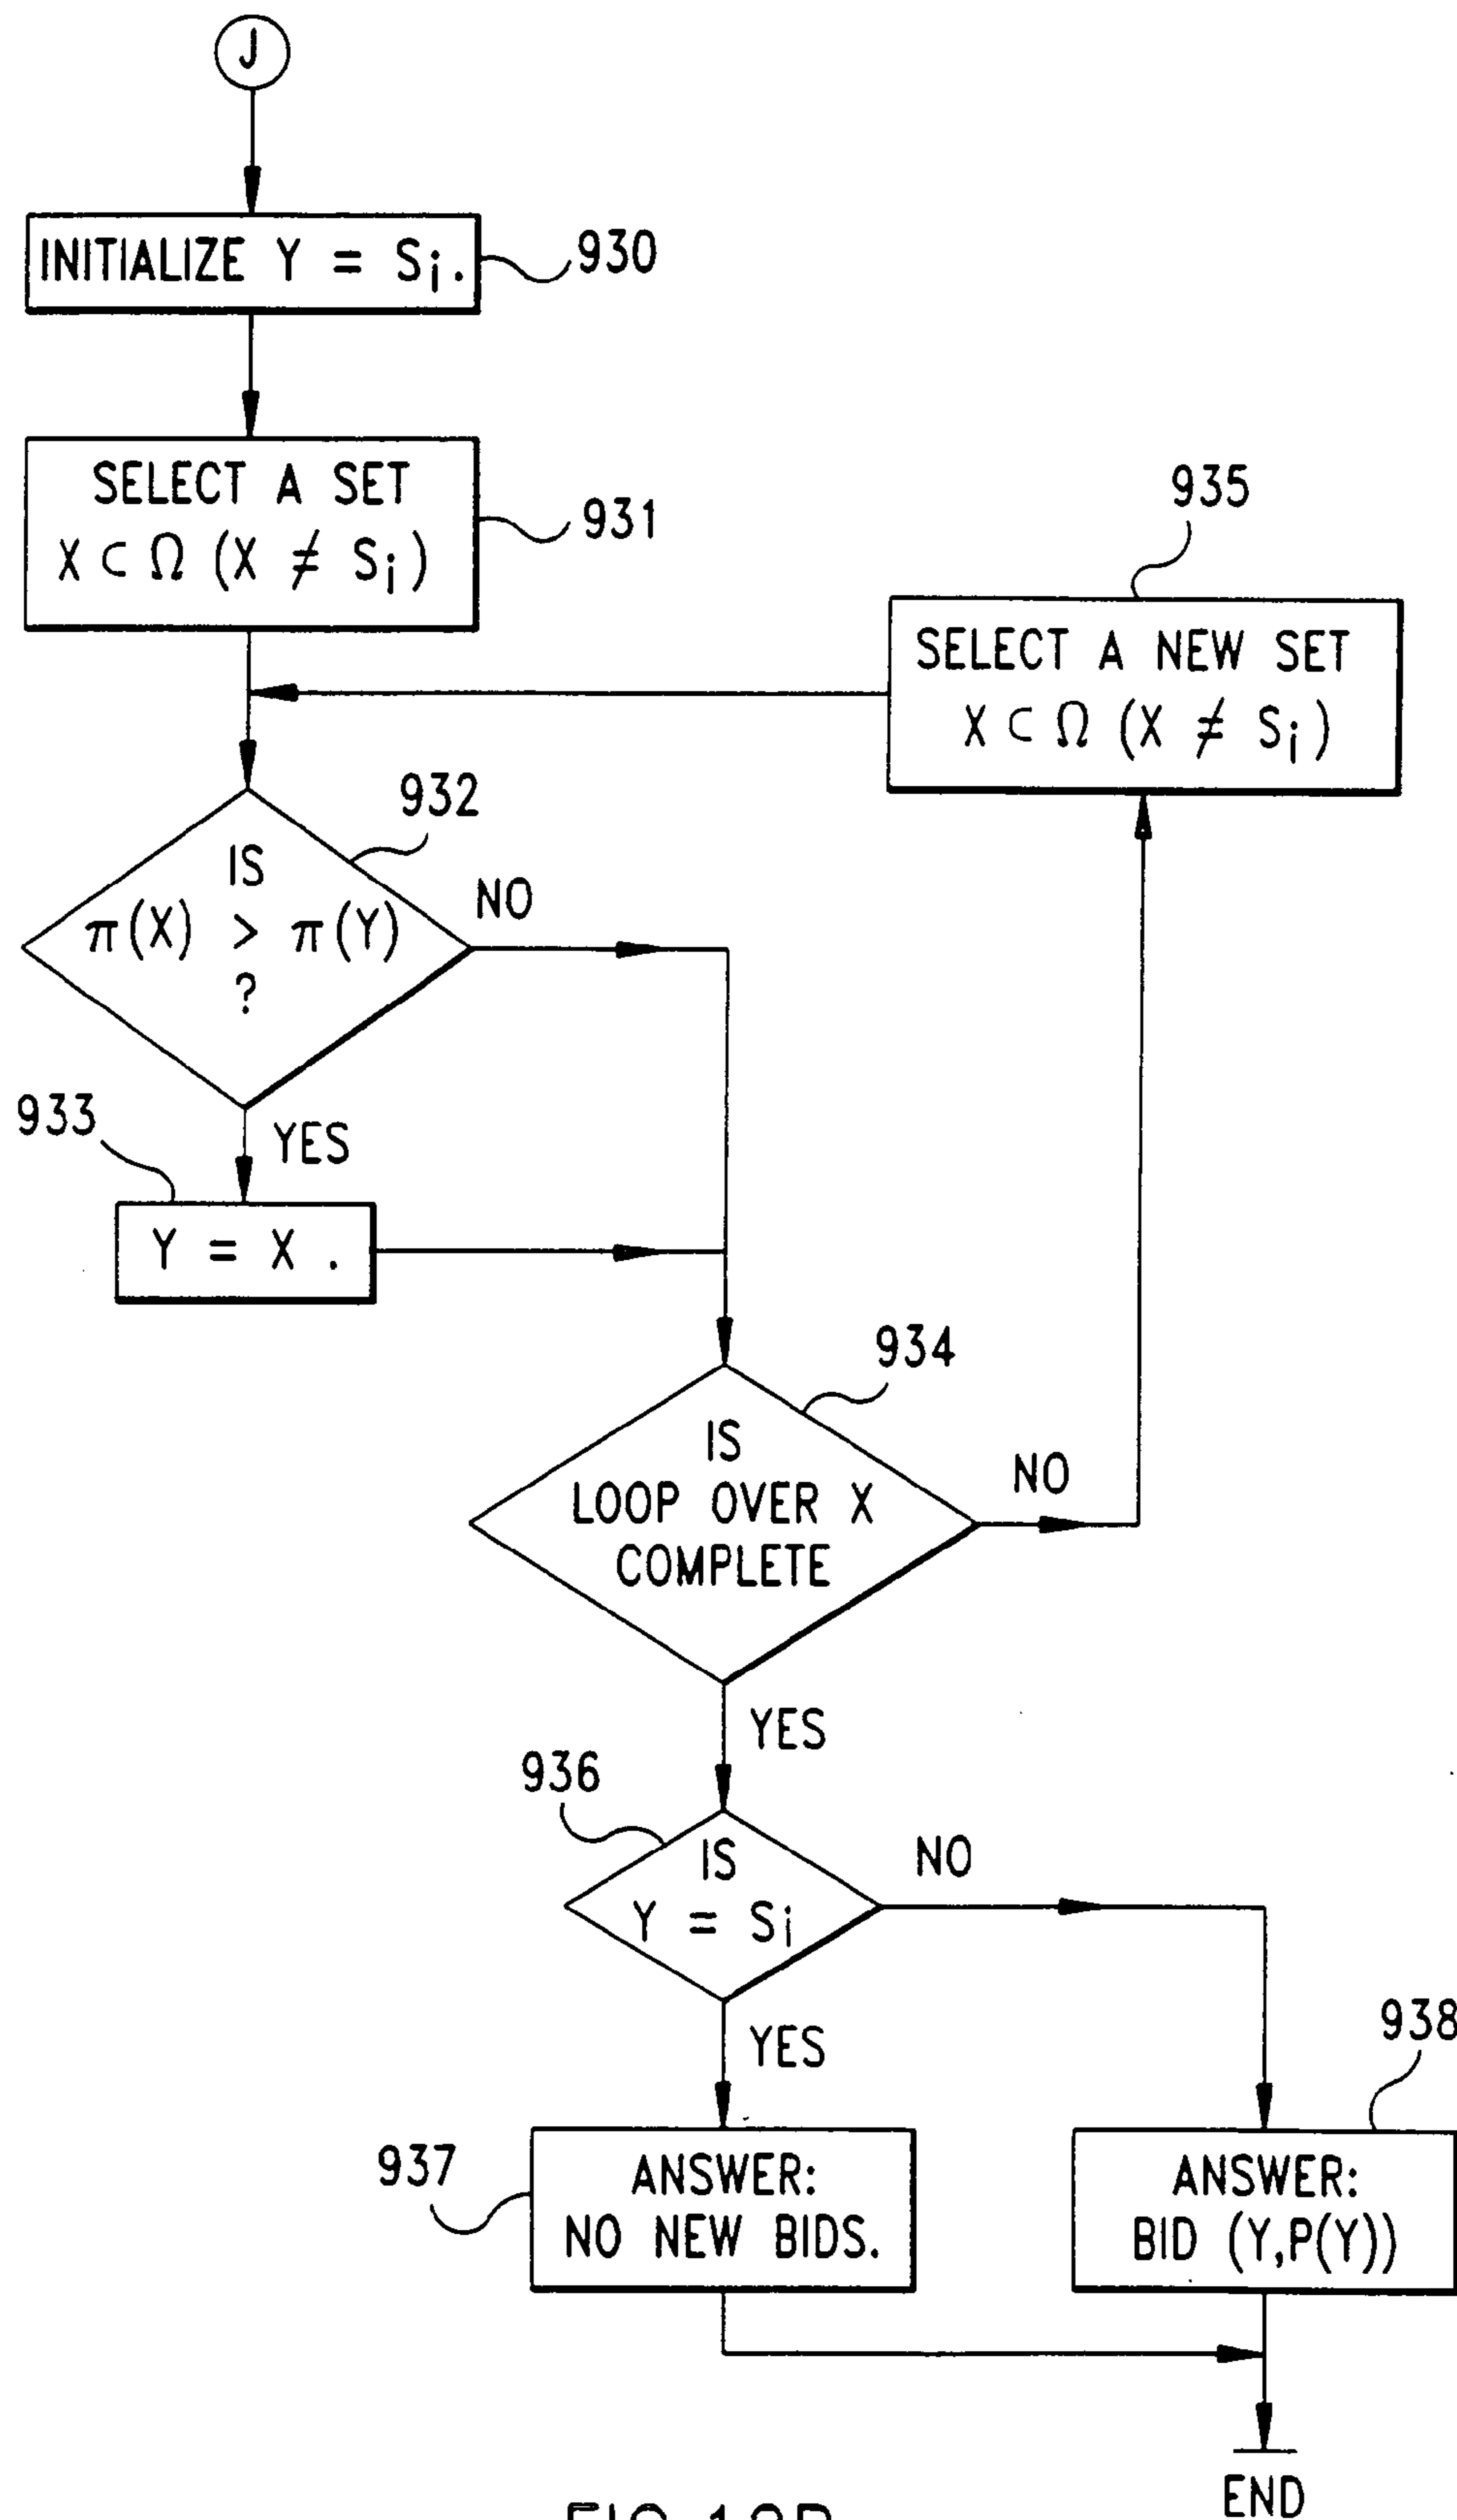 J
INITIALIZE Y = Si.
930
SELECT A SET
X ⊂ Ω (X ≠ Si)
931
935
SELECT A NEW SET
X ⊂ Ω (X ≠ Si)
932
IS
π(X) > π(Y)
?
NO
933
YES
Y = X .
934
IS
LOOP OVER X
COMPLETE
NO
YES
936
IS
Y = Si
NO
YES
938
937
ANSWER:
NO NEW BIDS.
ANSWER:
BID (Y,P(Y))
END